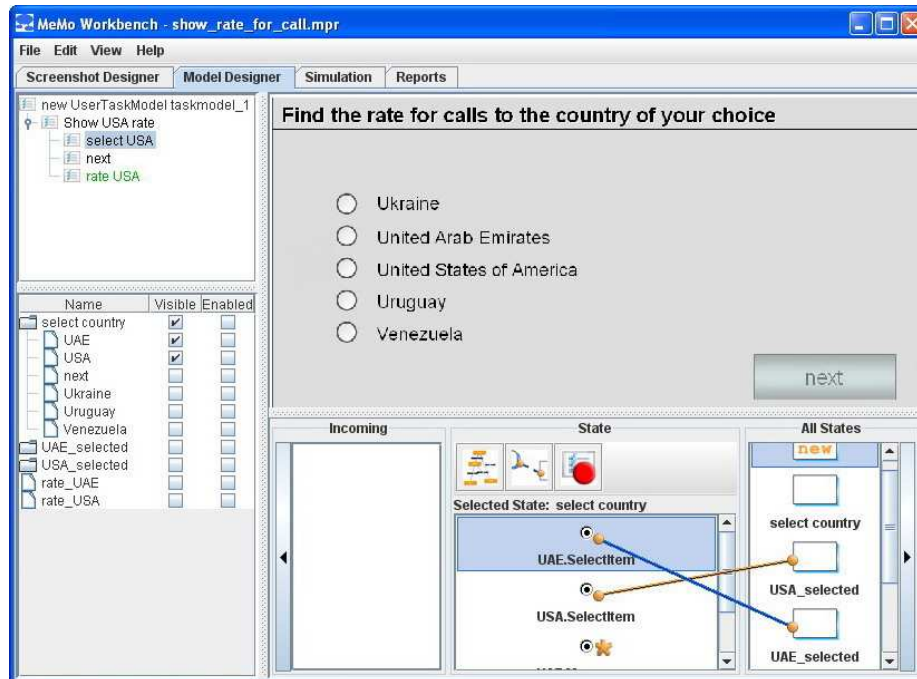 MeMo Workbench - show_rate_for_call.mpr
File Edit View Help
Screenshot Designer Model Designer Simulation Reports
new UserTaskModel taskmodel_1
Show USA rate
select USA
next
rate USA
Name Visible Enabled
select country
UAE
USA
next
Ukraine
Uruguay
Venezuela
UAE_selected
USA_selected
rate_UAE
rate_USA
Find the rate for calls to the country of your choice
Ukraine
United Arab Emirates
United States of America
Uruguay
Venezuela
next
Incoming
State
Selected State: select country
UAE.SelectItem
USA.SelectItem
All States
new
select country
USA_selected
UAE_selected